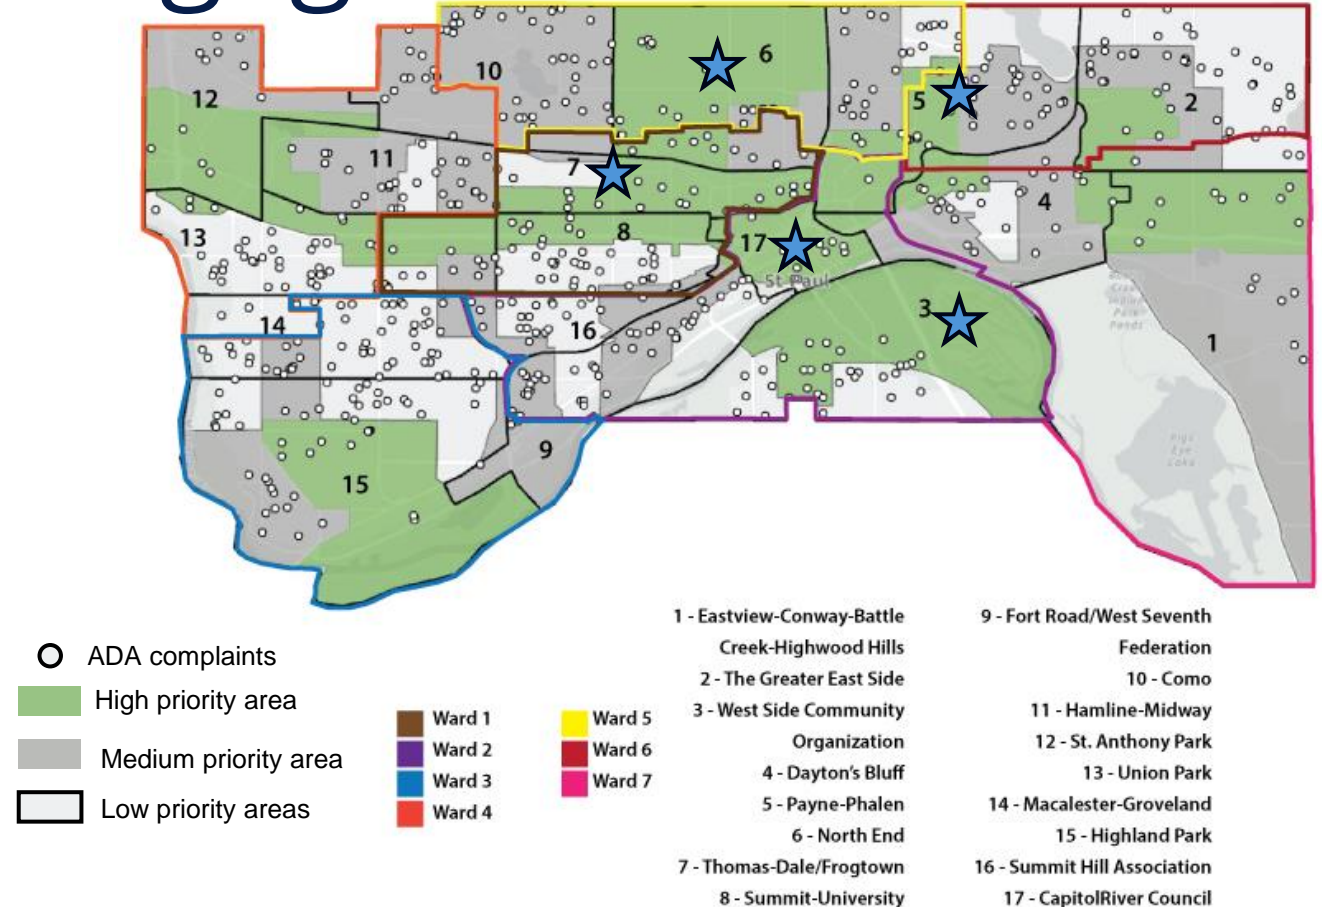 6
10
12
5
2
11
7
4
8
13
17
St Paul
3
14
16
1
Pigs
Eye
Lake
9
15
ADA complaints
High priority area
Medium priority area
Low priority areas
Ward 1
Ward 2
Ward 3
Ward 4
Ward 5
Ward 6
Ward 7
1 - Eastview-Conway-Battle
Creek-Highwood Hills
2 - The Greater East Side
3 - West Side Community
Organization
4 - Dayton's Bluff
5 - Payne-Phalen
6 - North End
7 - Thomas-Dale/Frogtown
8 - Summit-University
9 - Fort Road/West Seventh
Federation
10 - Como
11 - Hamline-Midway
12 - St. Anthony Park
13 - Union Park
14 - Macalester-Groveland
15 - Highland Park
16 - Summit Hill Association
17 - CapitolRiver Council